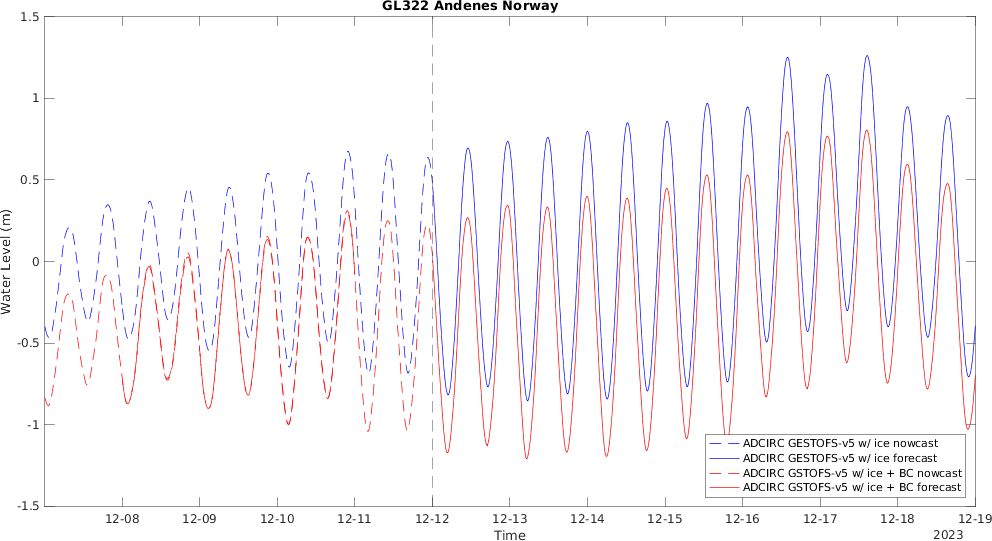 GL322 Andenes Norway
1.5
1
0.5
0
-0.5
-1
-1.5
Water Level (m)
ADCIRC GESTOFS-v5 w/ ice nowcast
ADCIRC GESTOFS-v5 w/ ice forecast
ADCIRC GSTOFS-v5 w/ ice + BC nowcast
ADCIRC GSTOFS-v5 w/ ice + BC forecast
12-08 12-09 12-10 12-11 12-12 12-13 12-14 12-15 12-16 12-17 12-18 12-19
Time
2023